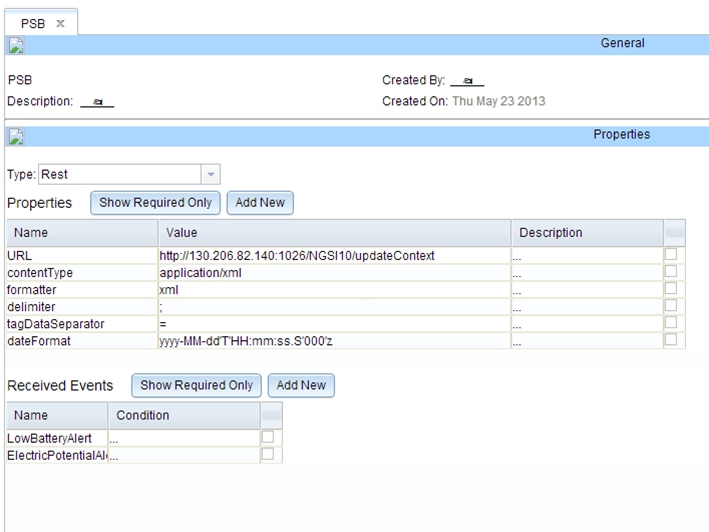 PSB x
General
PSB
Created By:
Description:
Created On: Thu May 23 2013
Properties
Type: Rest
Properties Show Required Only Add New
Name Value Description
URL http://130.206.82.140:1026/NGSI10/updateContext ...
contentType application/xml ...
formatter xml ...
delimiter ; ...
tagDataSeparator = ...
dateFormat yyyy-MM-dd'T'HH:mm:ss.S'000'z ...
Received Events Show Required Only Add New
Name Condition
LowBatteryAlert ...
ElectricPotentialAl ...